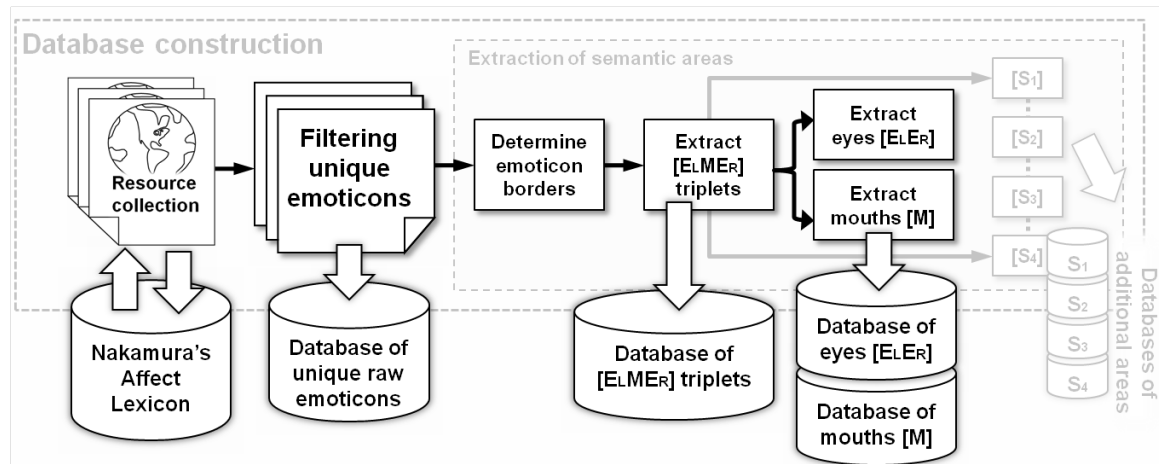 Database construction
Extraction of semantic areas
Resource
collection
Filtering
unique
emoticons
Determine
emoticon
borders
Extract
[ELMER]
triplets
Extract
eyes [ELER]
Extract
mouths [M]
[S1]
[S2]
[S3]
[S4]
Nakamura's
Affect
Lexicon
Database of
unique raw
emoticons
Database of
[ELMER] triplets
Database of
eyes [ELER]
Database of
mouths [M]
S1
S2
S3
S4
Databases of
additional areas